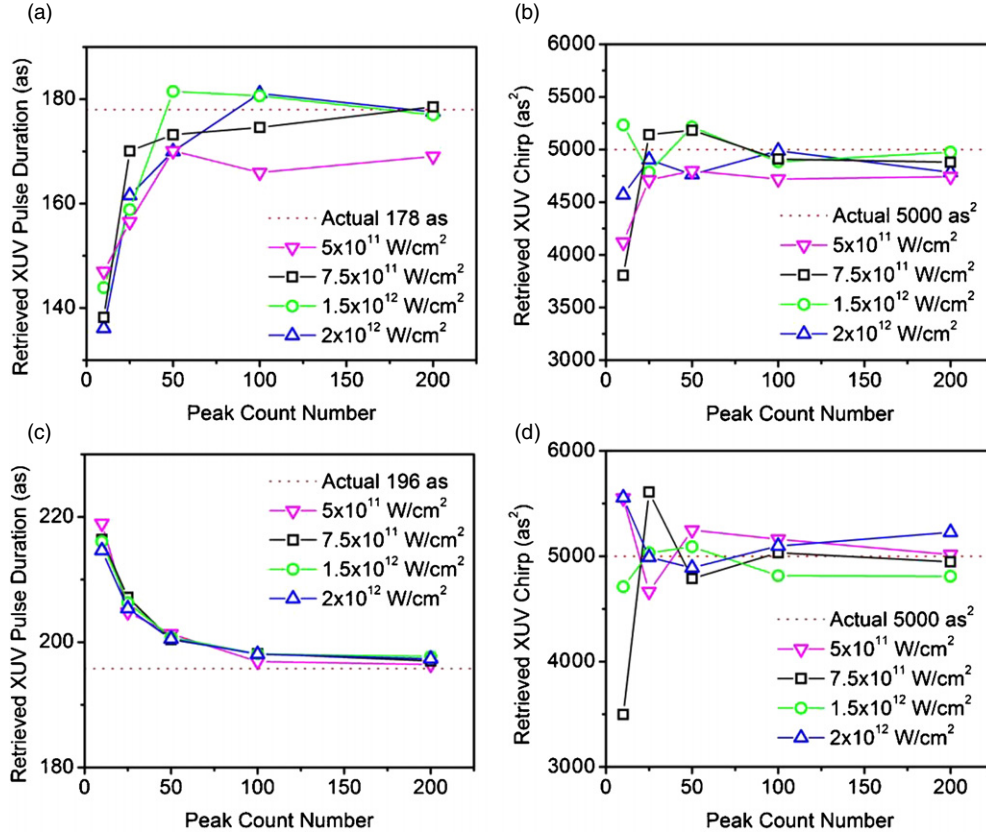 (a)
Retrieved XUV Pulse Duration (as)
180
160
140
0
50
100
150
200
Peak Count Number
Actual 178 as
5x10¹¹ W/cm²
7.5x10¹¹ W/cm²
1.5x10¹² W/cm²
2x10¹² W/cm²
(b)
Retrieved XUV Chirp (as²)
6000
5500
5000
4500
4000
3500
3000
0
50
100
150
200
Peak Count Number
Actual 5000 as²
5x10¹¹ W/cm²
7.5x10¹¹ W/cm²
1.5x10¹² W/cm²
2x10¹² W/cm²
(c)
Retrieved XUV Pulse Duration (as)
220
200
180
0
50
100
150
200
Peak Count Number
Actual 196 as
5x10¹¹ W/cm²
7.5x10¹¹ W/cm²
1.5x10¹² W/cm²
2x10¹² W/cm²
(d)
Retrieved XUV Chirp (as²)
6000
5000
4000
3000
0
50
100
150
200
Peak Count Number
Actual 5000 as²
5x10¹¹ W/cm²
7.5x10¹¹ W/cm²
1.5x10¹² W/cm²
2x10¹² W/cm²